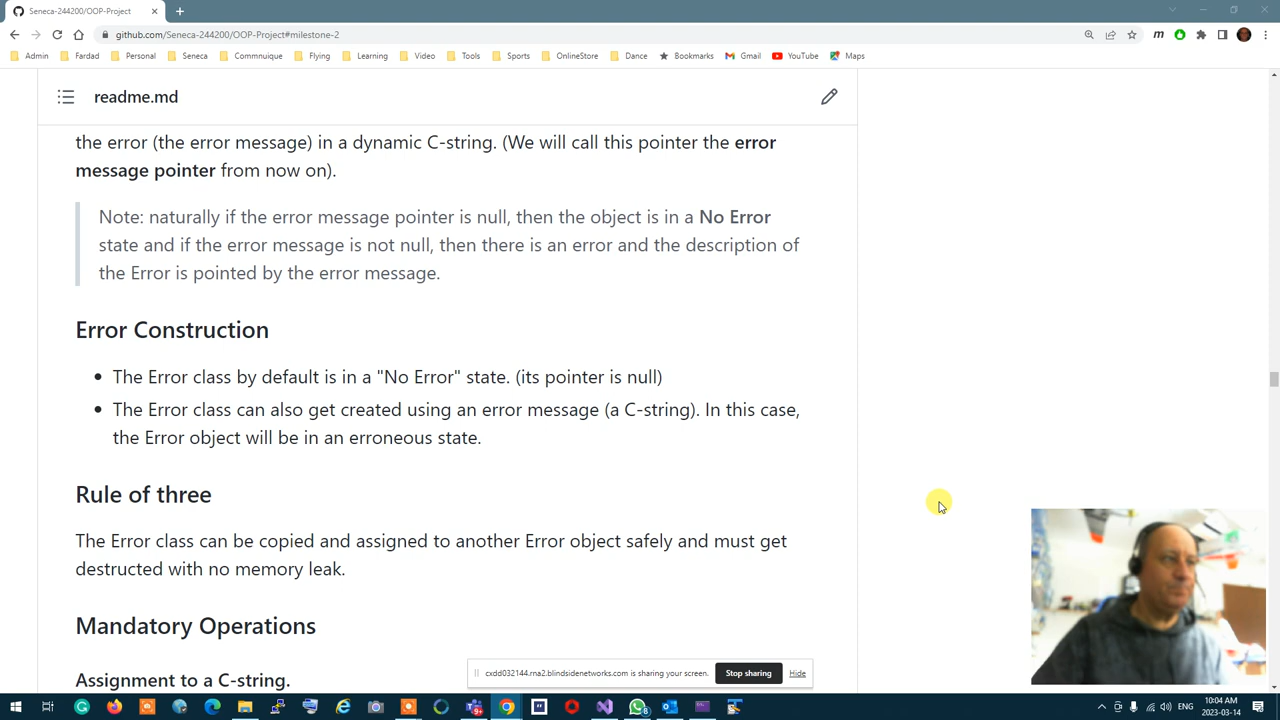 Seneca-244200/OOP-Project
github.com/Seneca-244200/OOP-Project#milestone-2
Admin Fardad Personal Seneca Commnuique Flying Learning Video Tools Sports OnlineStore Dance Bookmarks Gmail YouTube Maps
readme.md
the error (the error message) in a dynamic C-string. (We will call this pointer the error
message pointer from now on).
Note: naturally if the error message pointer is null, then the object is in a No Error
state and if the error message is not null, then there is an error and the description of
the Error is pointed by the error message.
Error Construction
• The Error class by default is in a "No Error" state. (its pointer is null)
• The Error class can also get created using an error message (a C-string). In this case,
the Error object will be in an erroneous state.
Rule of three
The Error class can be copied and assigned to another Error object safely and must get
destructed with no memory leak.
Mandatory Operations
Assignment to a C-string.
cxdd032144.rna2.blindsidenetworks.com is sharing your screen. Stop sharing Hide
ENG
10:04 AM
2023-03-14